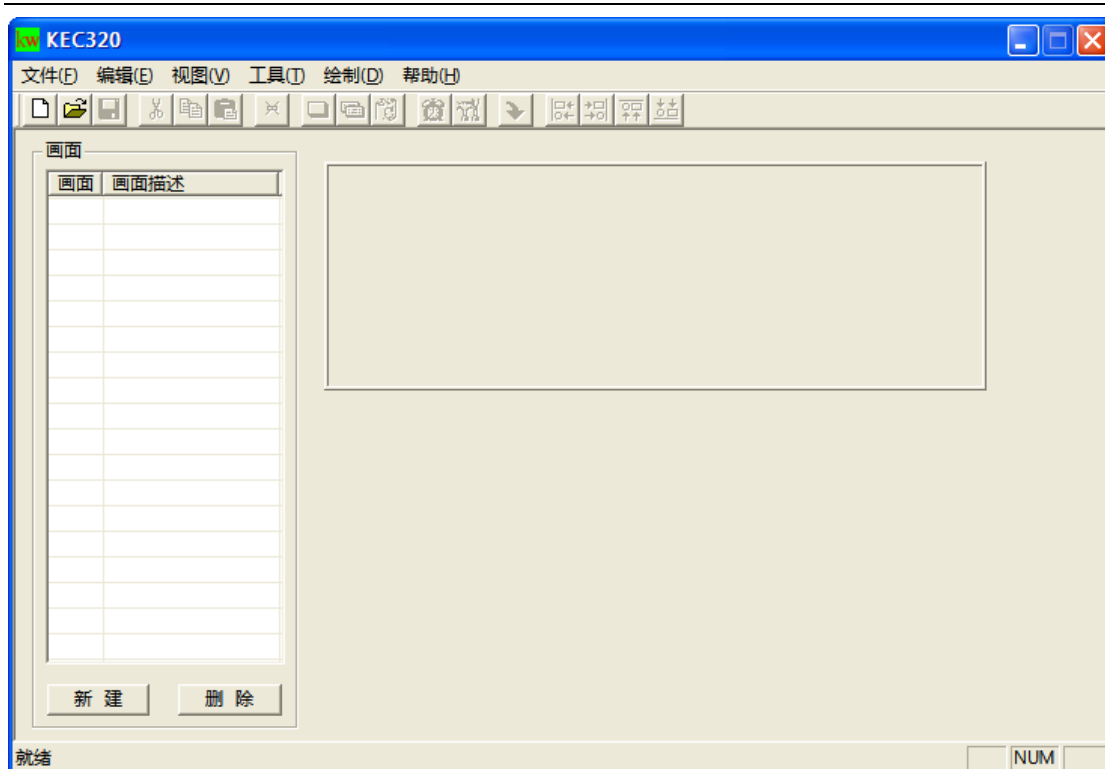 kw KEC320
文件(F) 编辑(E) 视图(V) 工具(T) 绘制(D) 帮助(H)
画面
画面 画面描述
新 建 删 除
就绪 NUM